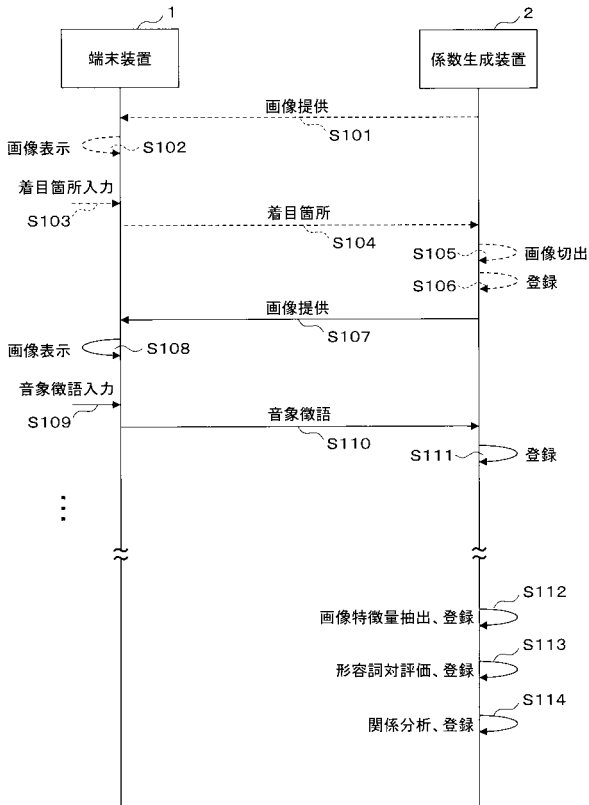 1
2
端末装置
係数生成装置
画像提供
S101
画像表示
S102
着目箇所入力
S103
着目箇所
S104
S105
画像切出
S106
登録
画像提供
S107
画像表示
S108
音象徴語入力
S109
音象徴語
S110
S111
登録
S112
画像特徴量抽出、登録
S113
形容詞対評価、登録
S114
関係分析、登録